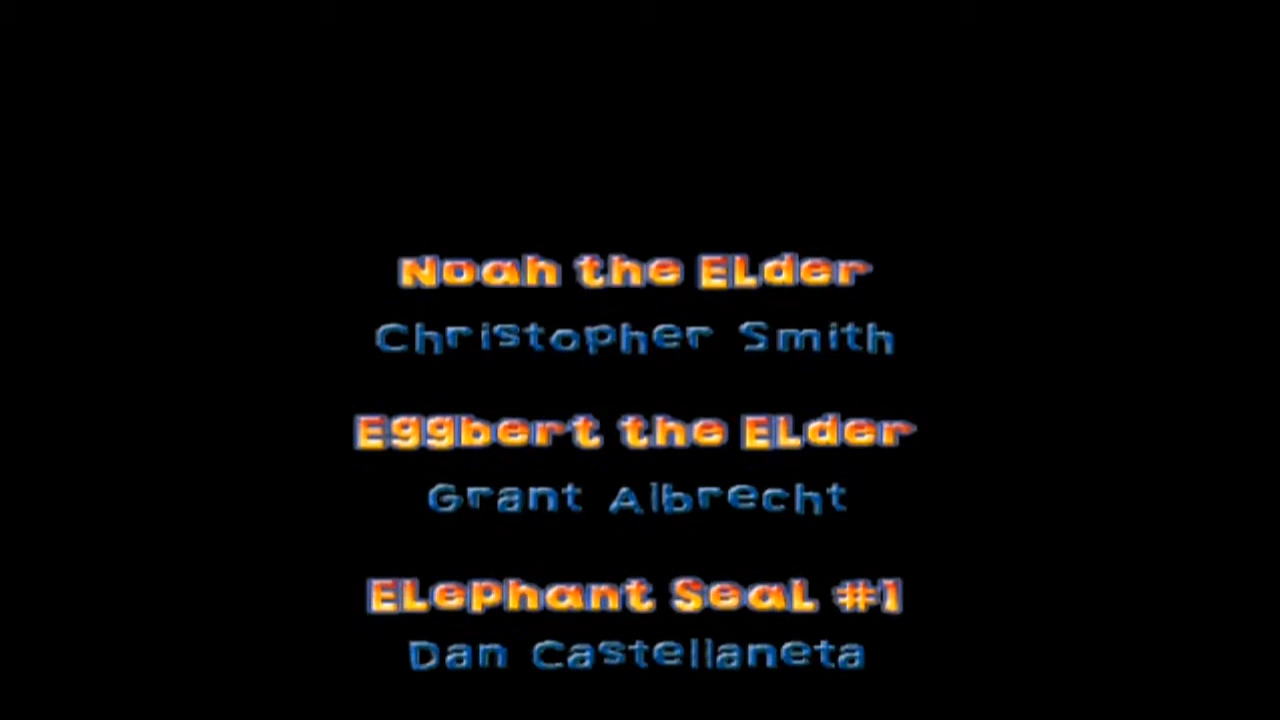 Noah the ELder
Christopher Smith
Eggbert the ELder
Grant Albrecht
ELephant SeaL #1
Dan Castellaneta